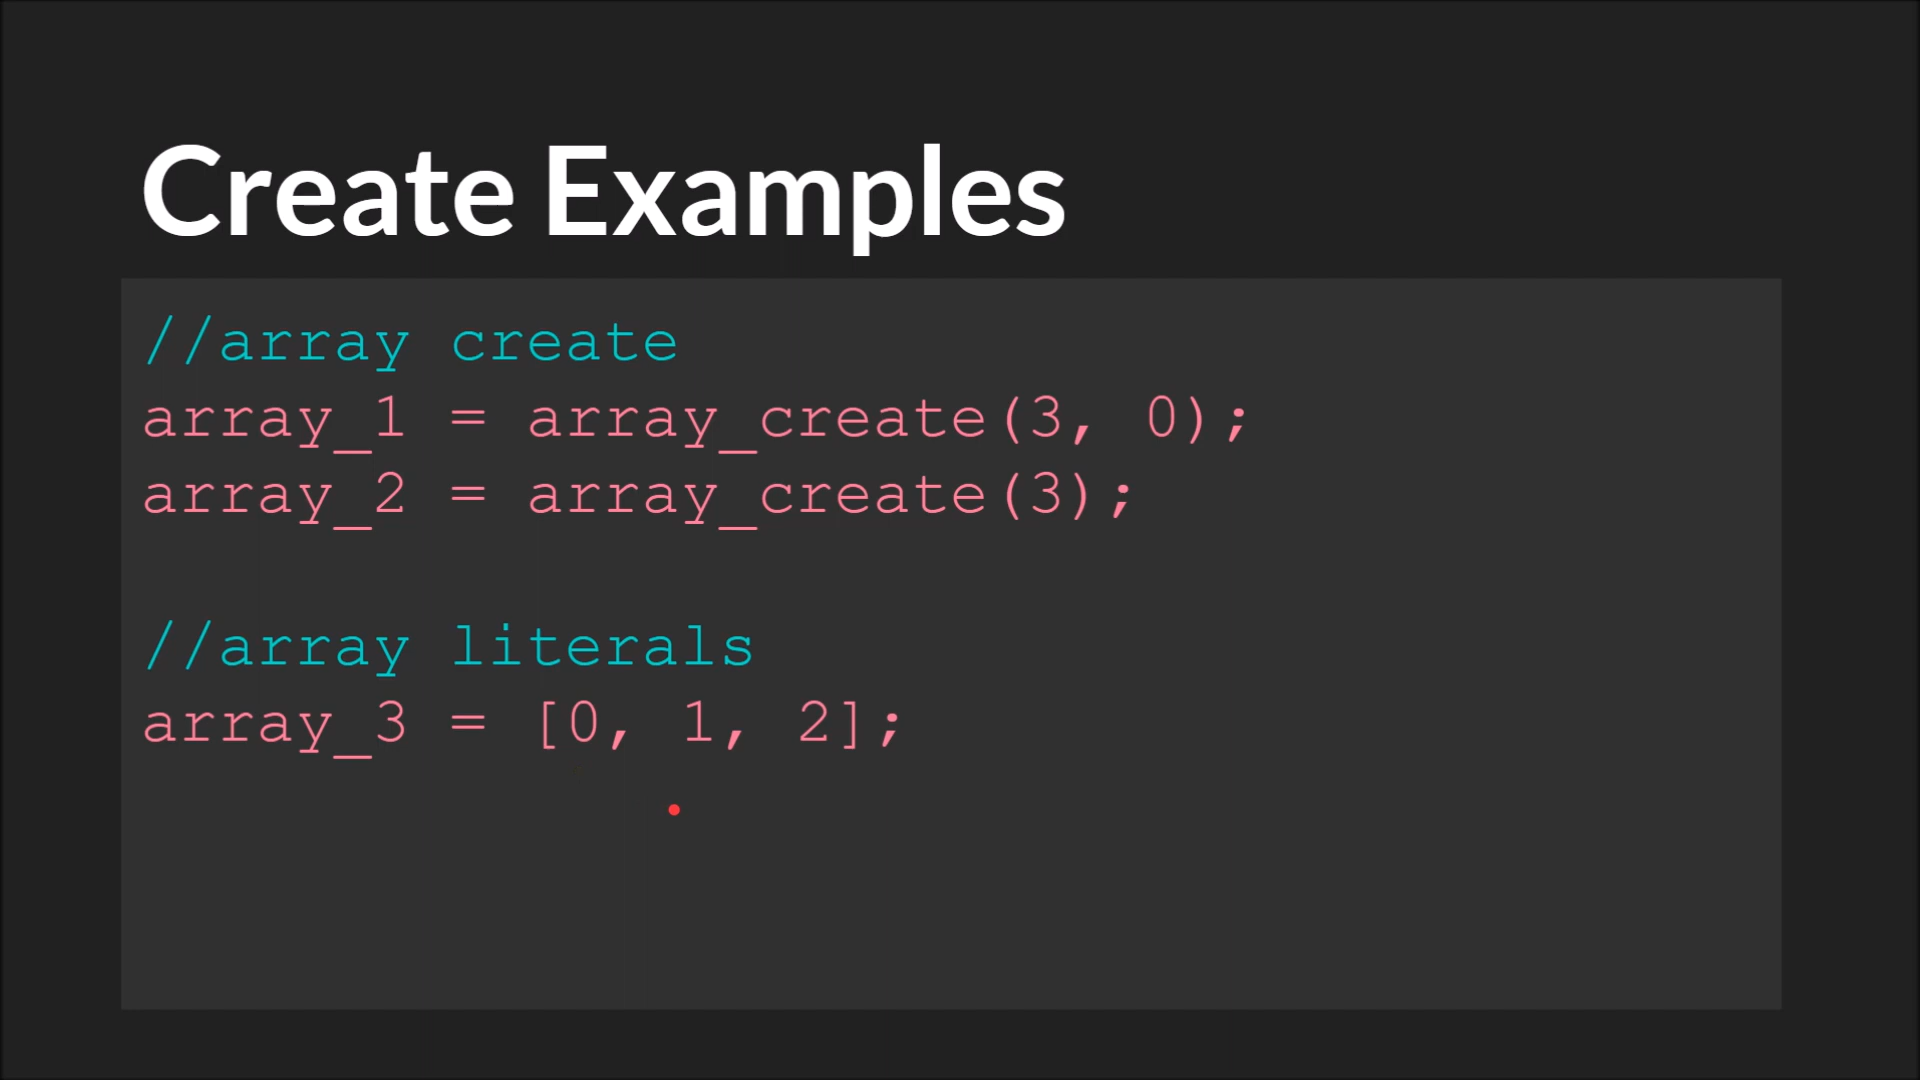 Create Examples
//array create
array_1 = array_create(3, 0);
array_2 = array_create(3);
//array literals
array_3 = [0, 1, 2];